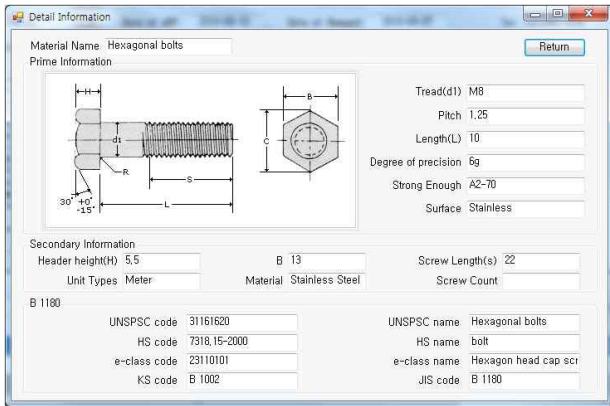 Detail Information
Material Name Hexagonal bolts
Return
Prime Information
H
B
d1
C
R
S
L
30° +0° -15°
Tread(d1) M8
Pitch 1,25
Length(L) 10
Degree of precision 6g
Strong Enough A2-70
Surface Stainless
Secondary Information
Header height(H) 5,5 B 13 Screw Length(s) 22
Unit Types Meter Material Stainless Steel Screw Count
B 1180
UNSPSC code 31161620 UNSPSC name Hexagonal bolts
HS code 7318,15-2000 HS name bolt
e-class code 23110101 e-class name Hexagon head cap scr
KS code B 1002 JIS code B 1180